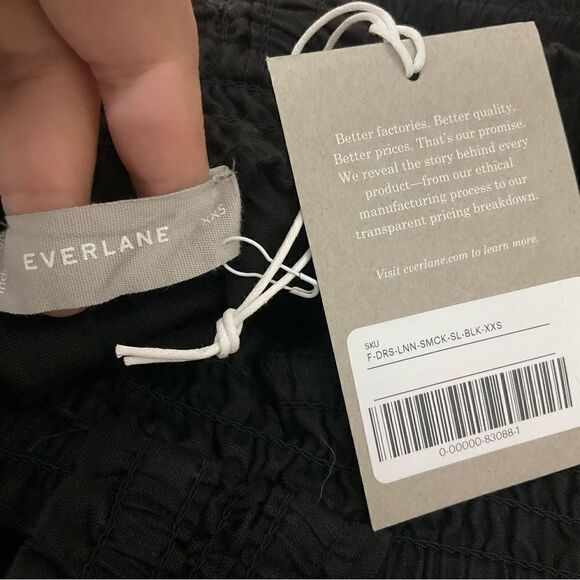 EVERLANE
XXS
Better factories. Better quality.
Better prices. That's our promise.
We reveal the story behind every
product—from our ethical
manufacturing process to our
transparent pricing breakdown.
Visit everlane.com to learn more.
SKU
F-DRS-LNN-SMCK-SL-BLK-XXS
0-00000-83088-1